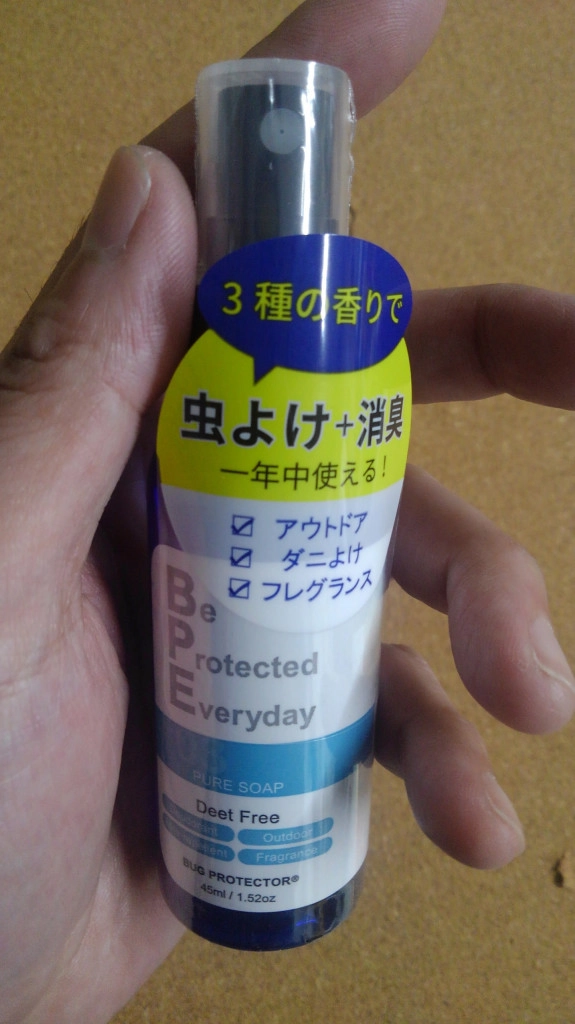 3種の香りで
虫よけ+消臭
一年中使える!
☑ アウトドア
☑ ダニよけ
☑ フレグランス
Be
Protected
Everyday
PURE SOAP
Deet Free
Outdoor
Fragrance
BUG PROTECTOR®
45ml / 1.52oz